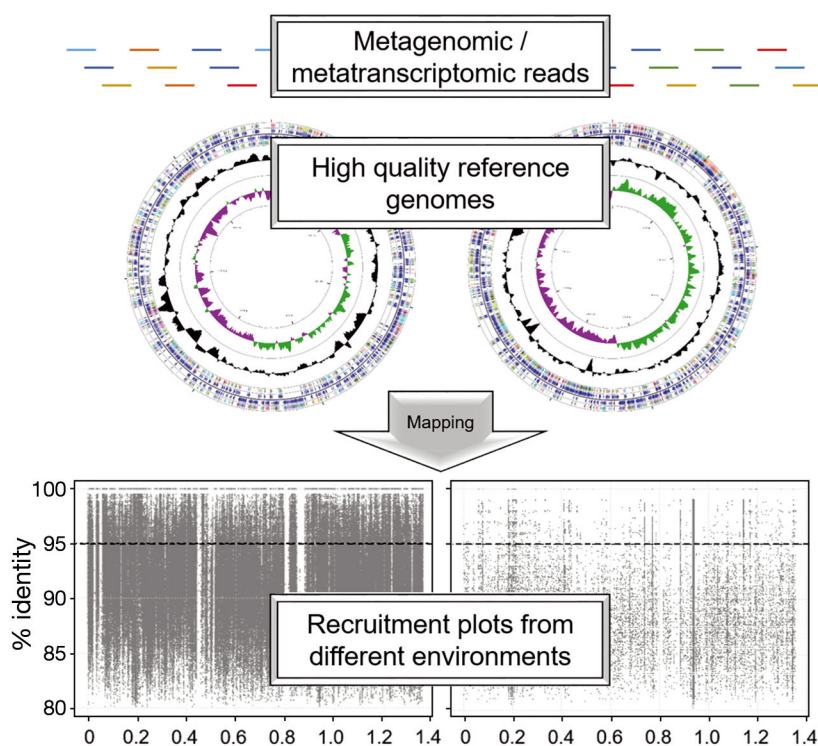 Metagenomic /
metatranscriptomic reads
High quality reference
genomes
Mapping
% identity
100
95
90
85
80
Recruitment plots from
different environments
0 0.2 0.4 0.6 0.8 1.0 1.2 1.4
0 0.2 0.4 0.6 0.8 1.0 1.2 1.4